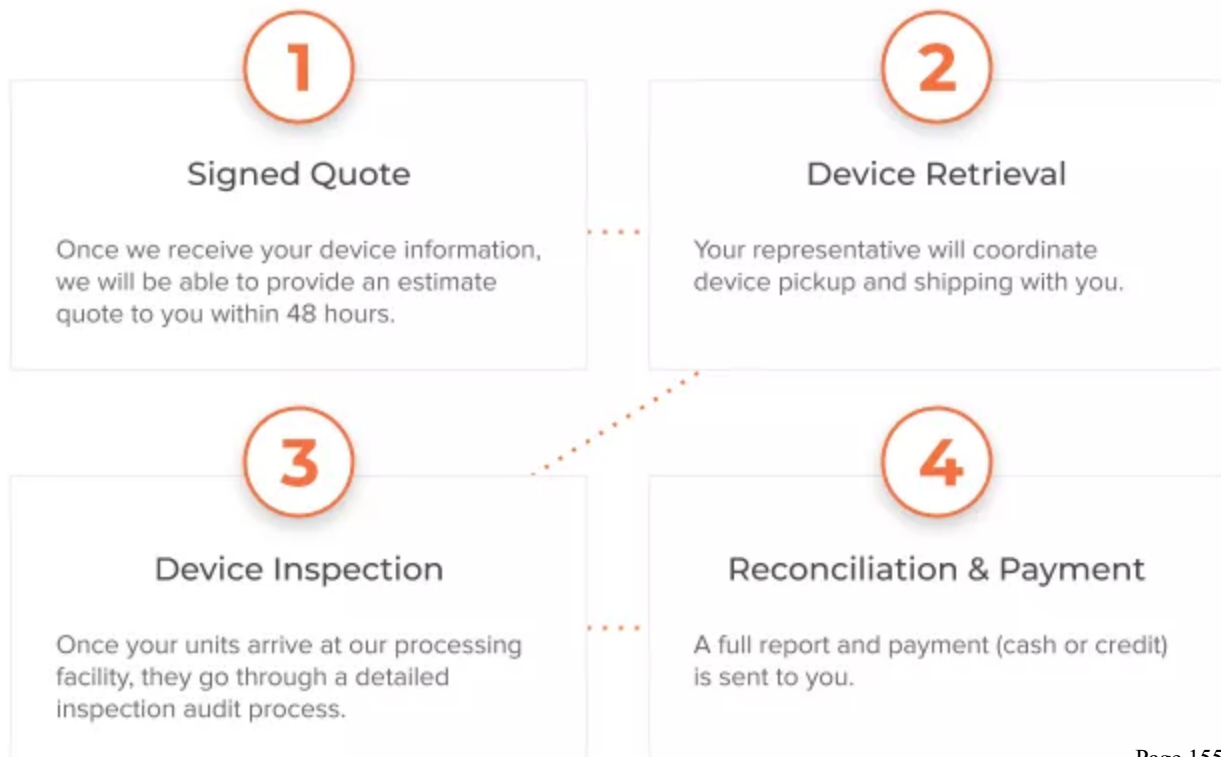 1
Signed Quote
Once we receive your device information,
we will be able to provide an estimate
quote to you within 48 hours.
2
Device Retrieval
Your representative will coordinate
device pickup and shipping with you.
3
Device Inspection
Once your units arrive at our processing
facility, they go through a detailed
inspection audit process.
4
Reconciliation & Payment
A full report and payment (cash or credit)
is sent to you.
Page 155